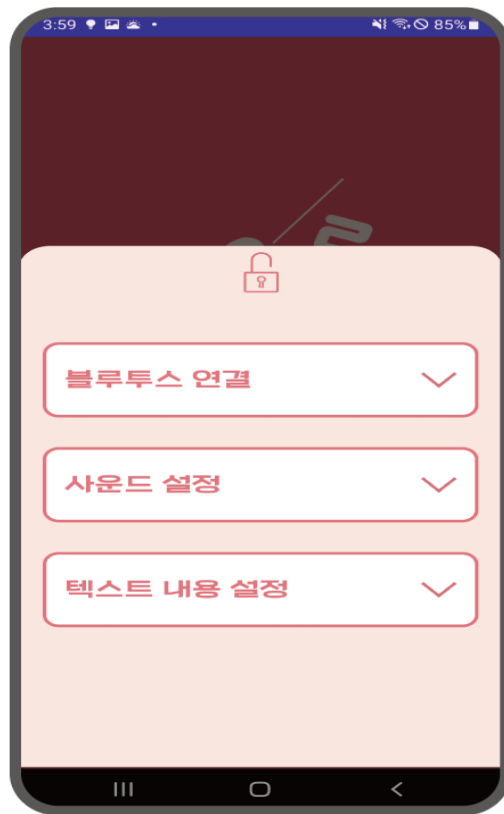 3:59
85%
블루투스 연결
사운드 설정
텍스트 내용 설정